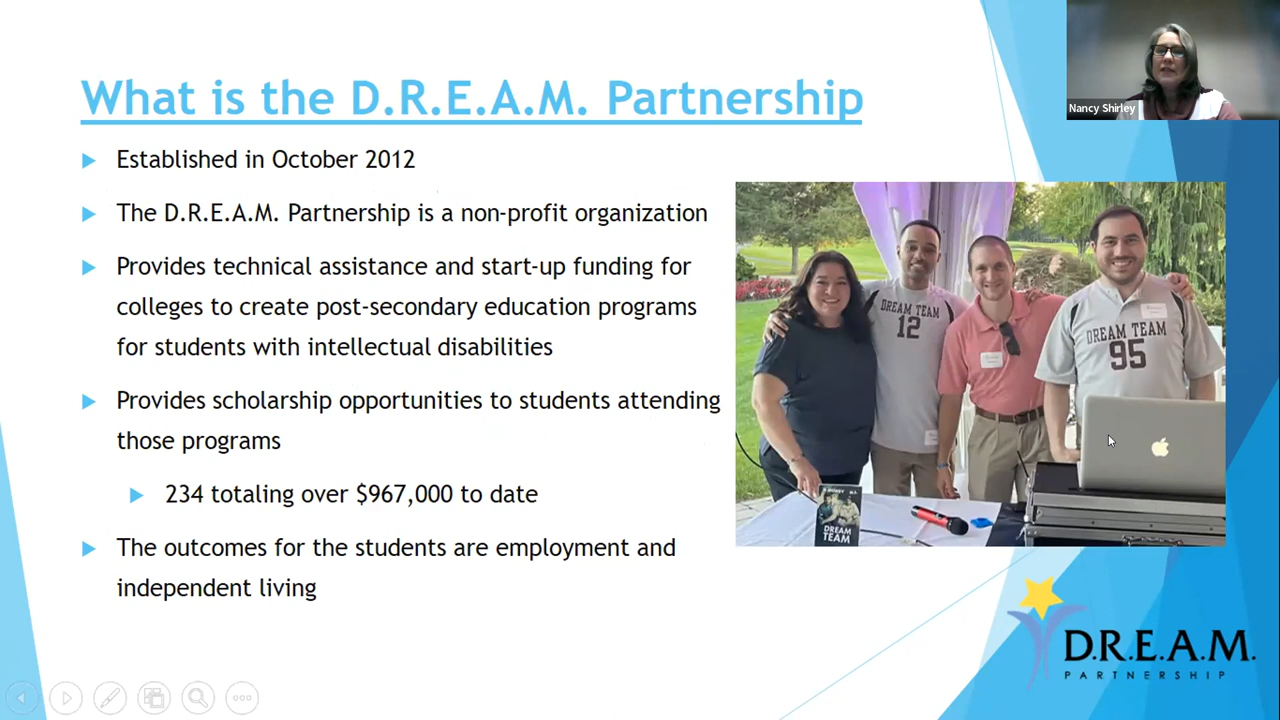 What is the D.R.E.A.M. Partnership
Nancy Shirley
Established in October 2012
The D.R.E.A.M. Partnership is a non-profit organization
Provides technical assistance and start-up funding for
colleges to create post-secondary education programs
for students with intellectual disabilities
Provides scholarship opportunities to students attending
those programs
234 totaling over $967,000 to date
The outcomes for the students are employment and
independent living
DREAM TEAM
12
DREAM TEAM
95
DREAM
TEAM
D.R.E.A.M.
PARTNERSHIP